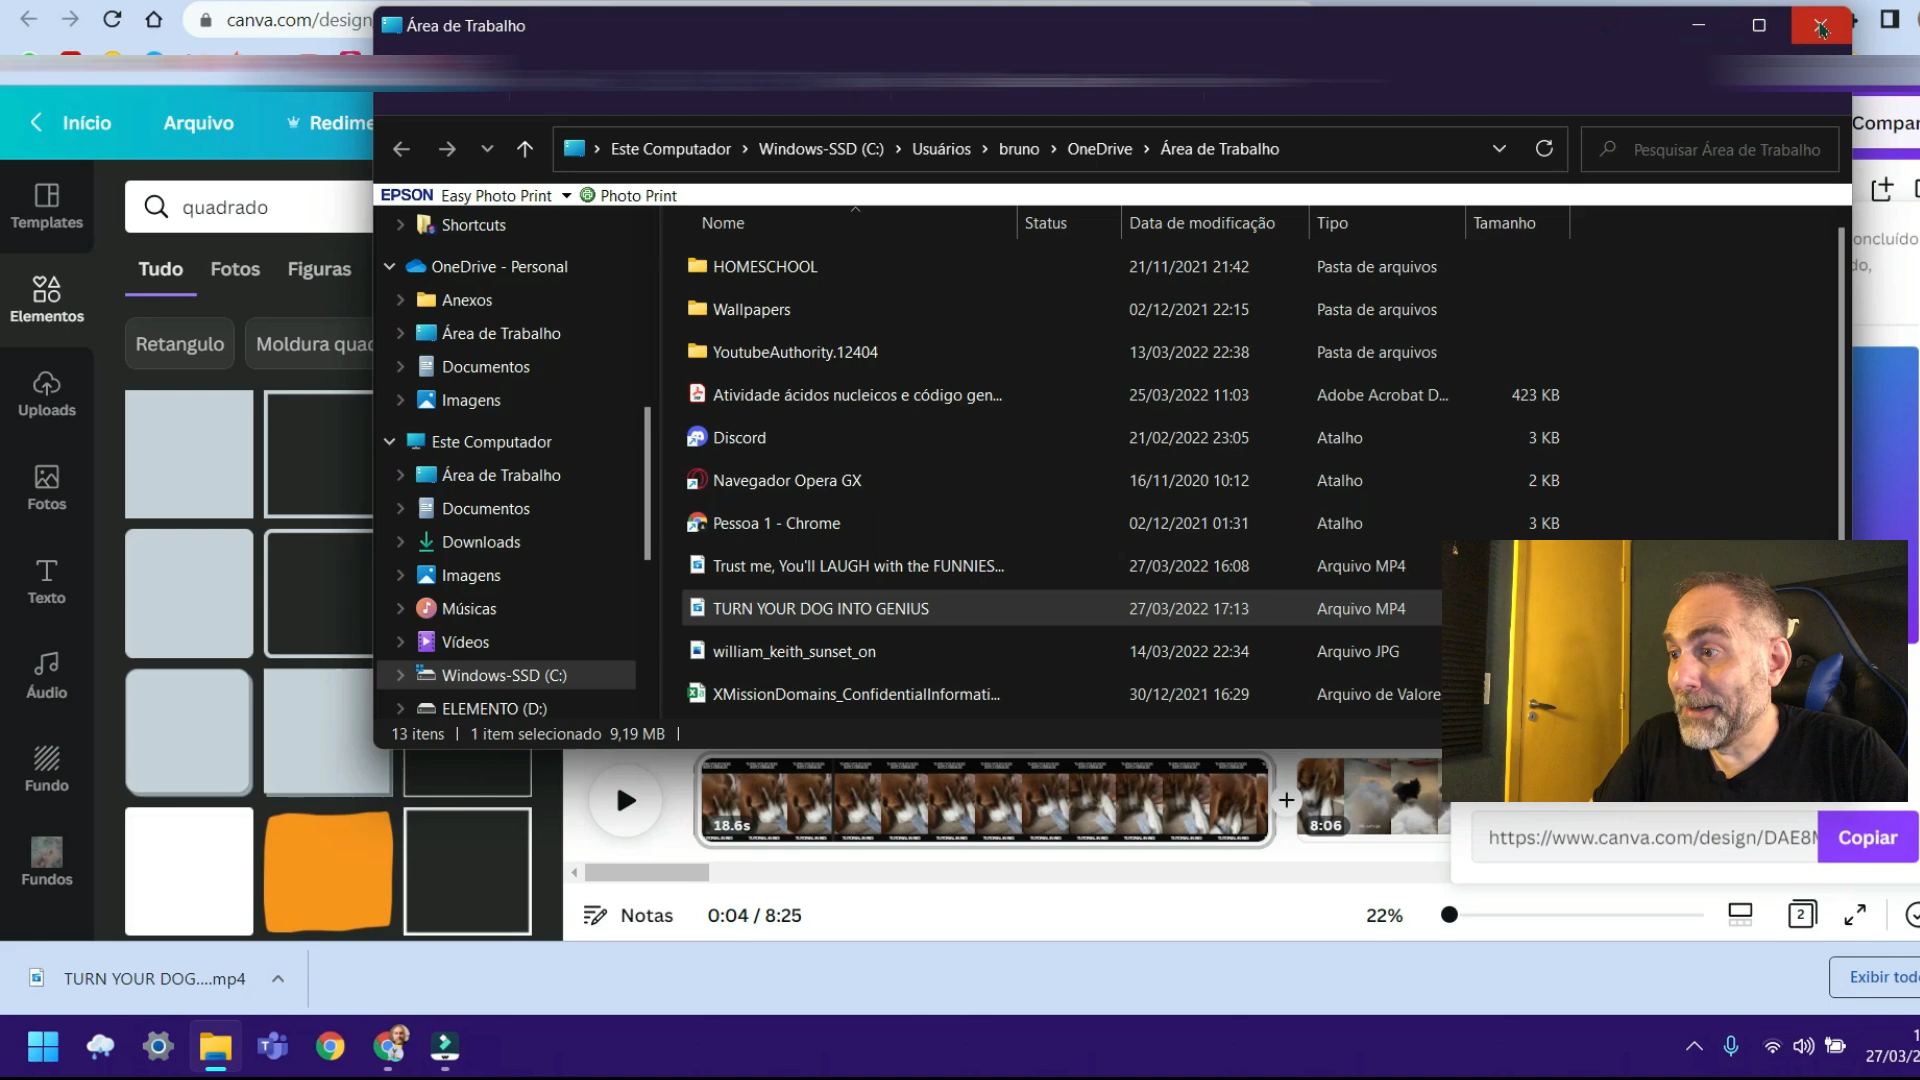 canva.com/design
Área de Trabalho
Início
Arquivo
Redime
Compar
Este Computador
Windows-SSD (C:)
Usuários
bruno
OneDrive
Área de Trabalho
Pesquisar Área de Trabalho
EPSON Easy Photo Print Photo Print
Templates
Elementos
Uploads
Fotos
Texto
Áudio
Fundo
Fundos
quadrado
Tudo
Fotos
Figuras
Retangulo
Moldura quad
Shortcuts
OneDrive - Personal
Anexos
Área de Trabalho
Documentos
Imagens
Este Computador
Área de Trabalho
Documentos
Downloads
Imagens
Músicas
Vídeos
Windows-SSD (C:)
ELEMENTO (D:)
Nome Status Data de modificação Tipo Tamanho
HOMESCHOOL 21/11/2021 21:42 Pasta de arquivos
Wallpapers 02/12/2021 22:15 Pasta de arquivos
YoutubeAuthority.12404 13/03/2022 22:38 Pasta de arquivos
Atividade ácidos nucleicos e código gen... 25/03/2022 11:03 Adobe Acrobat D... 423 KB
Discord 21/02/2022 23:05 Atalho 3 KB
Navegador Opera GX 16/11/2020 10:12 Atalho 2 KB
Pessoa 1 - Chrome 02/12/2021 01:31 Atalho 3 KB
Trust me, You'll LAUGH with the FUNNIES... 27/03/2022 16:08 Arquivo MP4
TURN YOUR DOG INTO GENIUS 27/03/2022 17:13 Arquivo MP4
william_keith_sunset_on 14/03/2022 22:34 Arquivo JPG
XMissionDomains_ConfidentialInformati... 30/12/2021 16:29 Arquivo de Valore
13 itens | 1 item selecionado 9,19 MB |
oncluído
do,
18.6s
8:06
https://www.canva.com/design/DAE8M
Copiar
Notas
0:04 / 8:25
22%
2
TURN YOUR DOG....mp4
Exibir todo
27/03/2